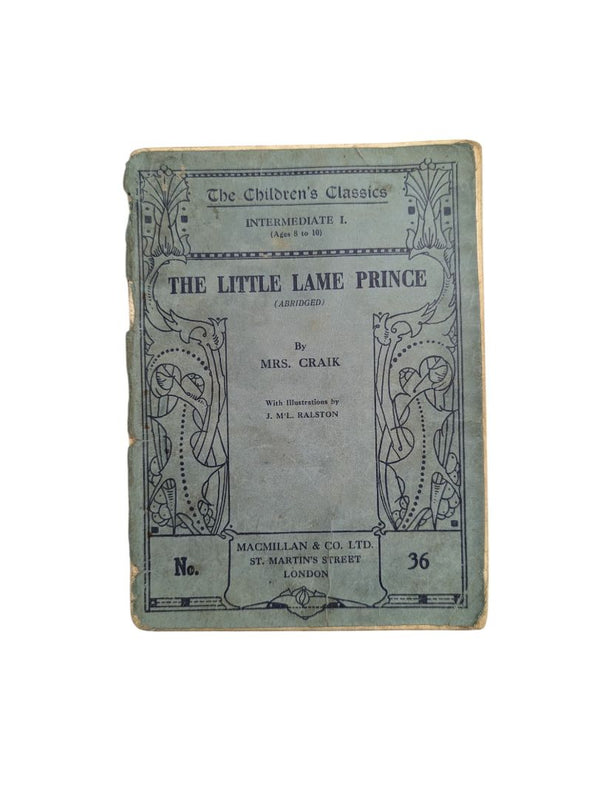 The Children's Classics
INTERMEDIATE I.
(Ages 8 to 10)
THE LITTLE LAME PRINCE
(ABRIDGED)
By
MRS. CRAIK
With Illustrations by
J. M'L. RALSTON
MACMILLAN & CO. LTD.
ST. MARTIN'S STREET
LONDON
No. 36